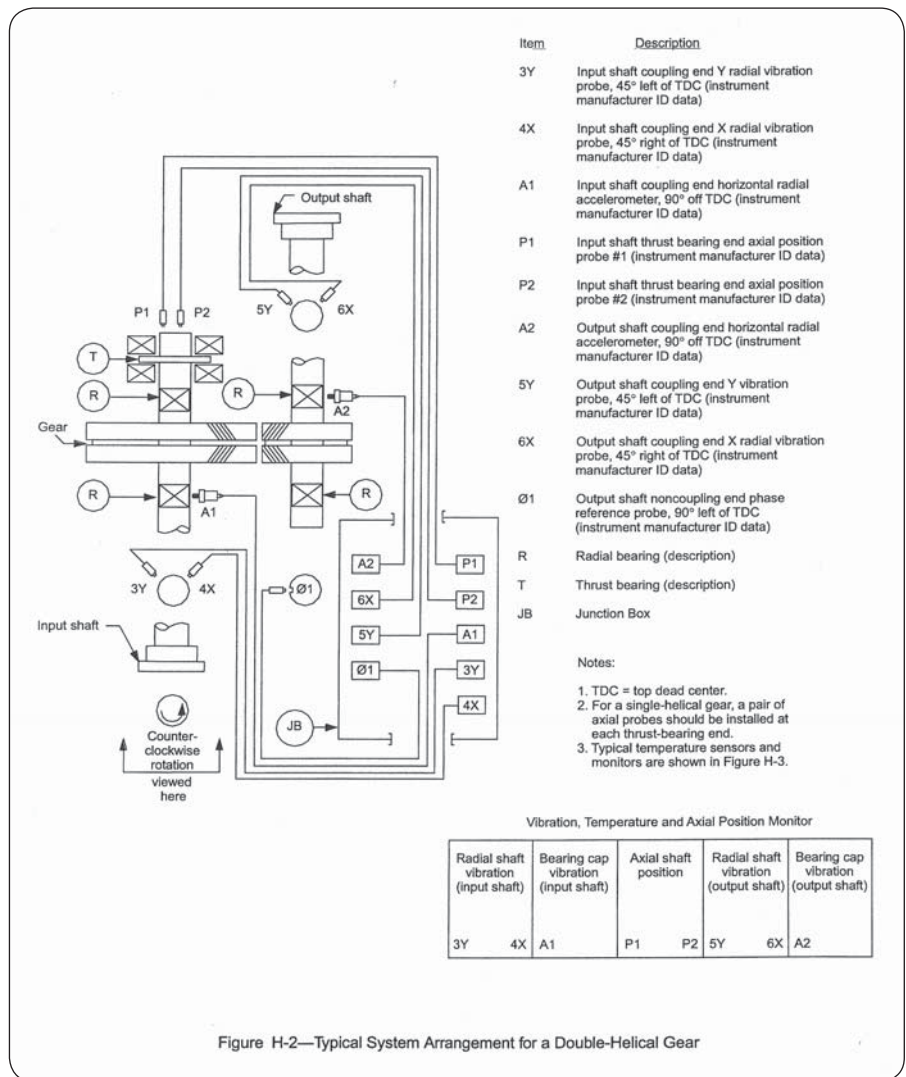 Item Description
3Y Input shaft coupling end Y radial vibration
probe, 45° left of TDC (instrument
manufacturer ID data)
4X Input shaft coupling end X radial vibration
probe, 45° right of TDC (instrument
manufacturer ID data)
A1 Input shaft coupling end horizontal radial
accelerometer, 90° off TDC (instrument
manufacturer ID data)
P1 Input shaft thrust bearing end axial position
probe #1 (instrument manufacturer ID data)
P2 Input shaft thrust bearing end axial position
probe #2 (instrument manufacturer ID data)
A2 Output shaft coupling end horizontal radial
accelerometer, 90° off TDC (instrument
manufacturer ID data)
5Y Output shaft coupling end Y vibration
probe, 45° left of TDC (instrument
manufacturer ID data)
6X Output shaft coupling end X radial vibration
probe, 45° right of TDC (instrument
manufacturer ID data)
Ø1 Output shaft noncoupling end phase
reference probe, 90° left of TDC
(instrument manufacturer ID data)
R Radial bearing (description)
T Thrust bearing (description)
JB Junction Box
Notes:
1. TDC = top dead center.
2. For a single-helical gear, a pair of
axial probes should be installed at
each thrust-bearing end.
3. Typical temperature sensors and
monitors are shown in Figure H-3.
Output shaft
P1 P2
5Y 6X
T
R
R
A2
Gear
R
A1
R
3Y 4X
Ø1
Input shaft
Counter-
clockwise
rotation
viewed
here
A2
6X
5Y
Ø1
JB
P1
P2
A1
3Y
4X
Vibration, Temperature and Axial Position Monitor
Radial shaft vibration (input shaft)
3Y 4X
Bearing cap vibration (input shaft)
A1
Axial shaft position
P1 P2
Radial shaft vibration (output shaft)
5Y 6X
Bearing cap vibration (output shaft)
A2
Figure H-2—Typical System Arrangement for a Double-Helical Gear